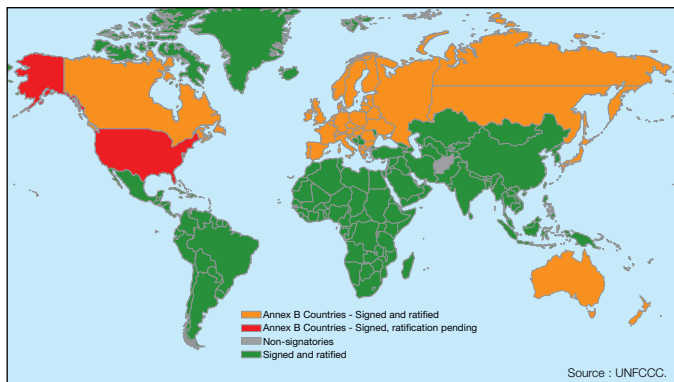 Annex B Countries - Signed and ratified
Annex B Countries - Signed, ratification pending
Non-signatories
Signed and ratified
Source : UNFCCC.